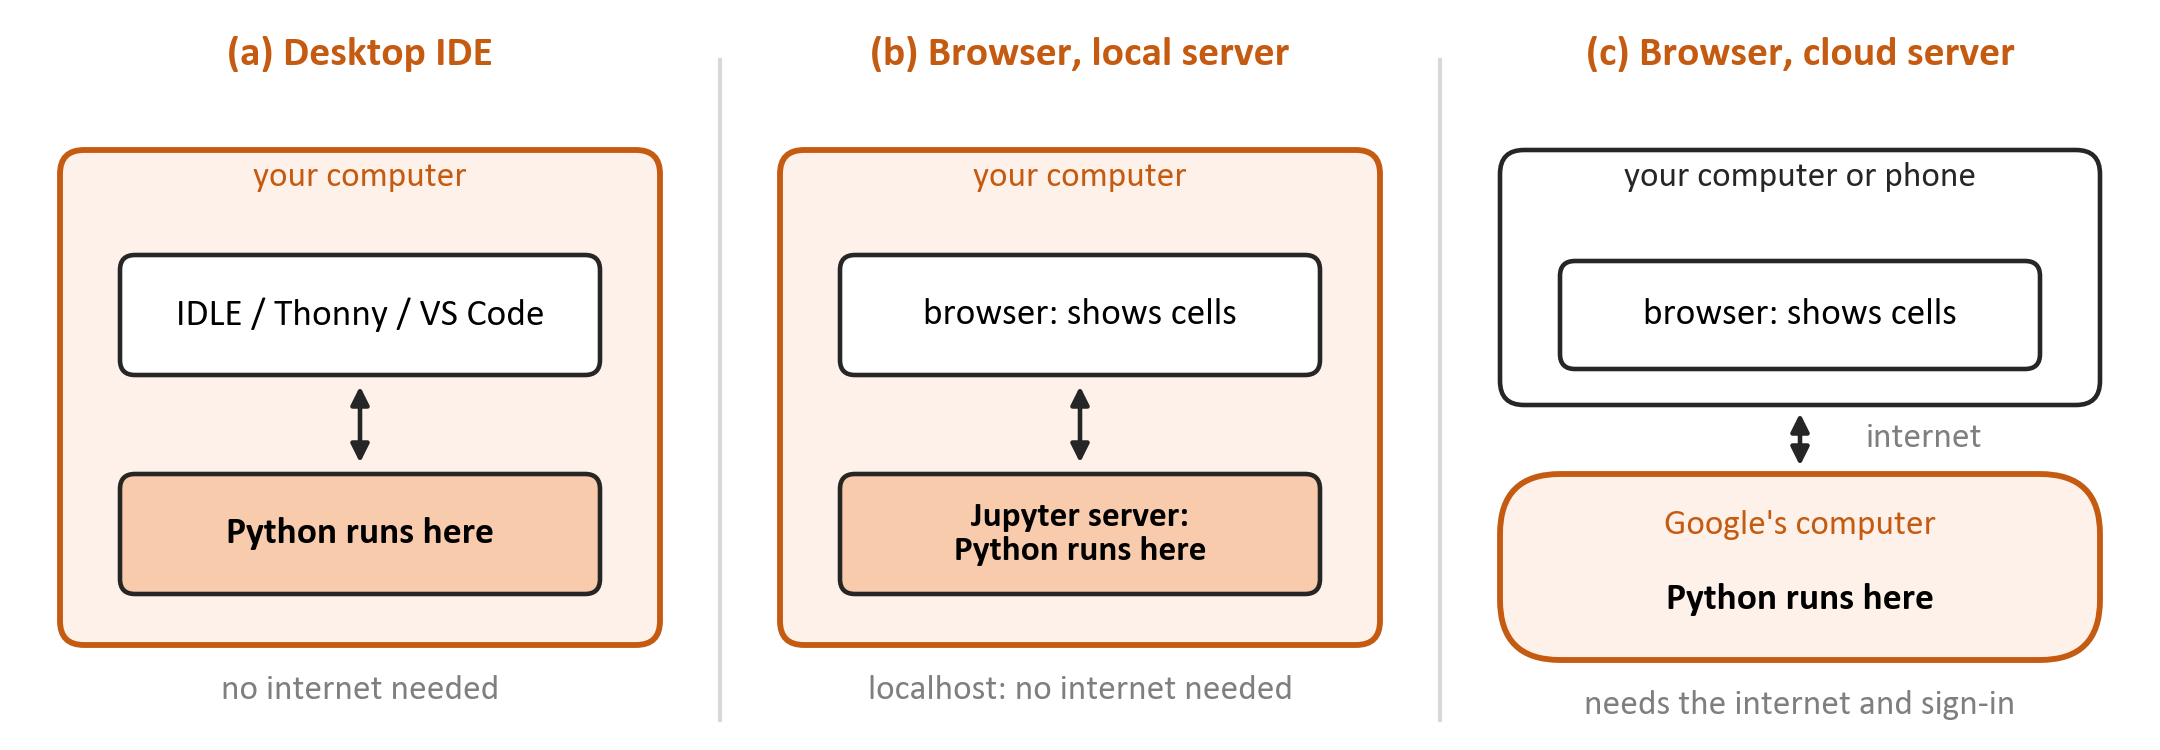 (a) Desktop IDE
your computer
IDLE / Thonny / VS Code
Python runs here
no internet needed
(b) Browser, local server
your computer
browser: shows cells
Jupyter server:
Python runs here
localhost: no internet needed
(c) Browser, cloud server
your computer or phone
browser: shows cells
internet
Google's computer
Python runs here
needs the internet and sign-in